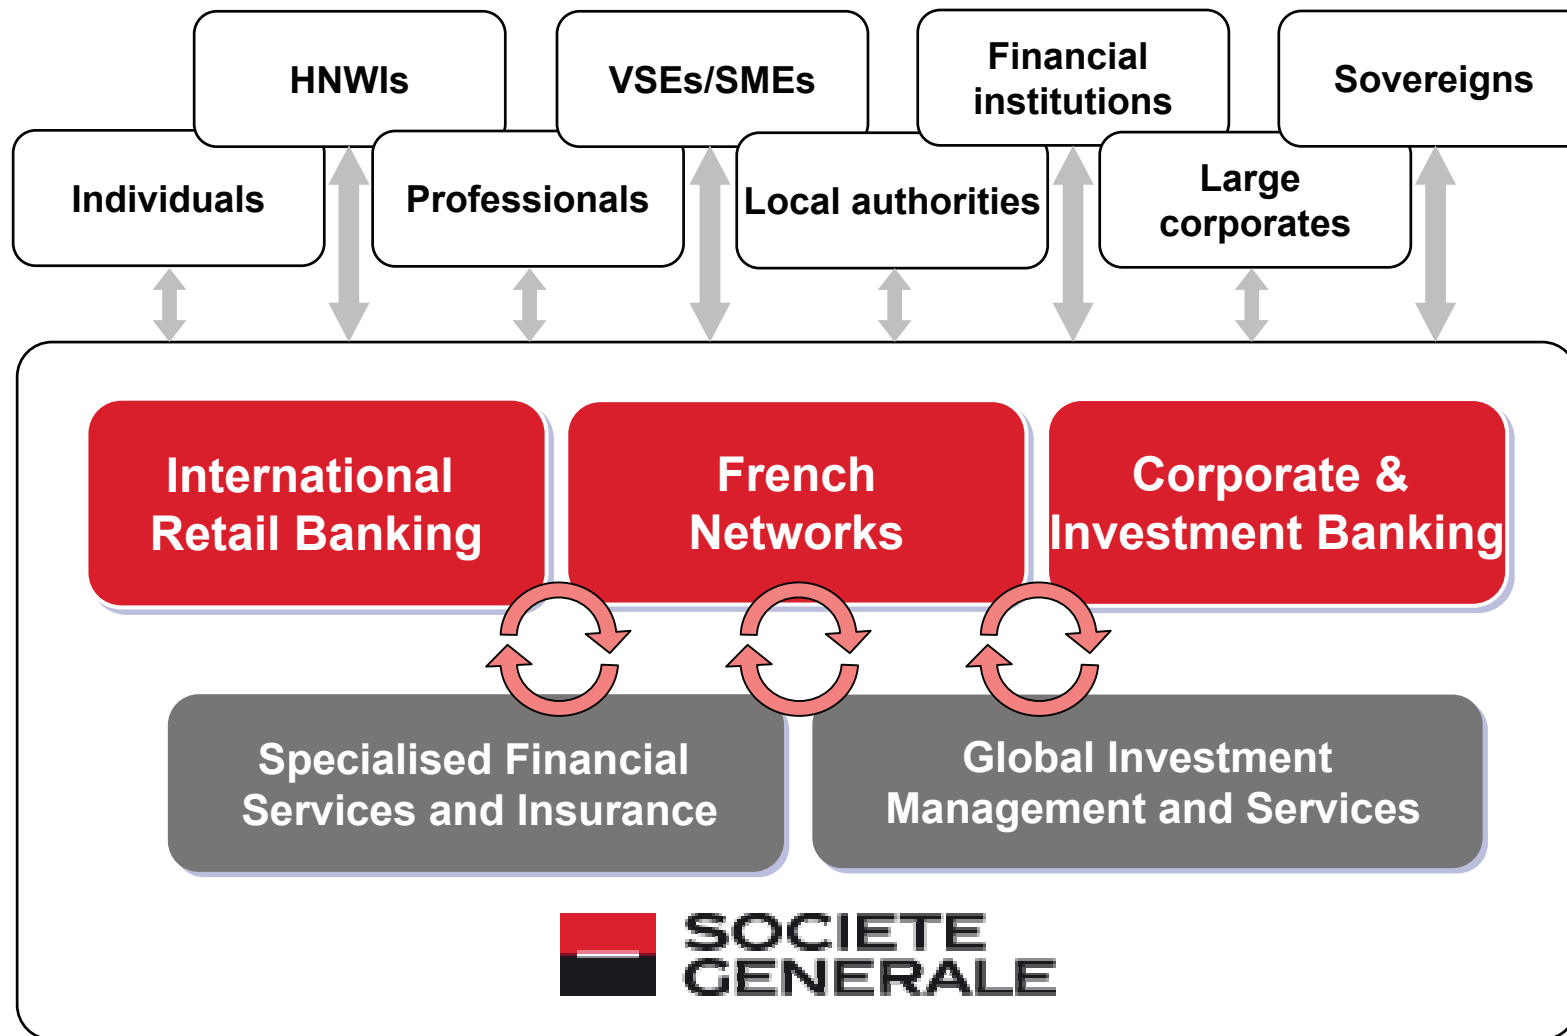 HNWIs
VSEs/SMEs
Financial
institutions
Sovereigns
Individuals
Professionals
Local authorities
Large
corporates
International
Retail Banking
French
Networks
Corporate &
Investment Banking
Specialised Financial
Services and Insurance
Global Investment
Management and Services
SOCIETE
GENERALE